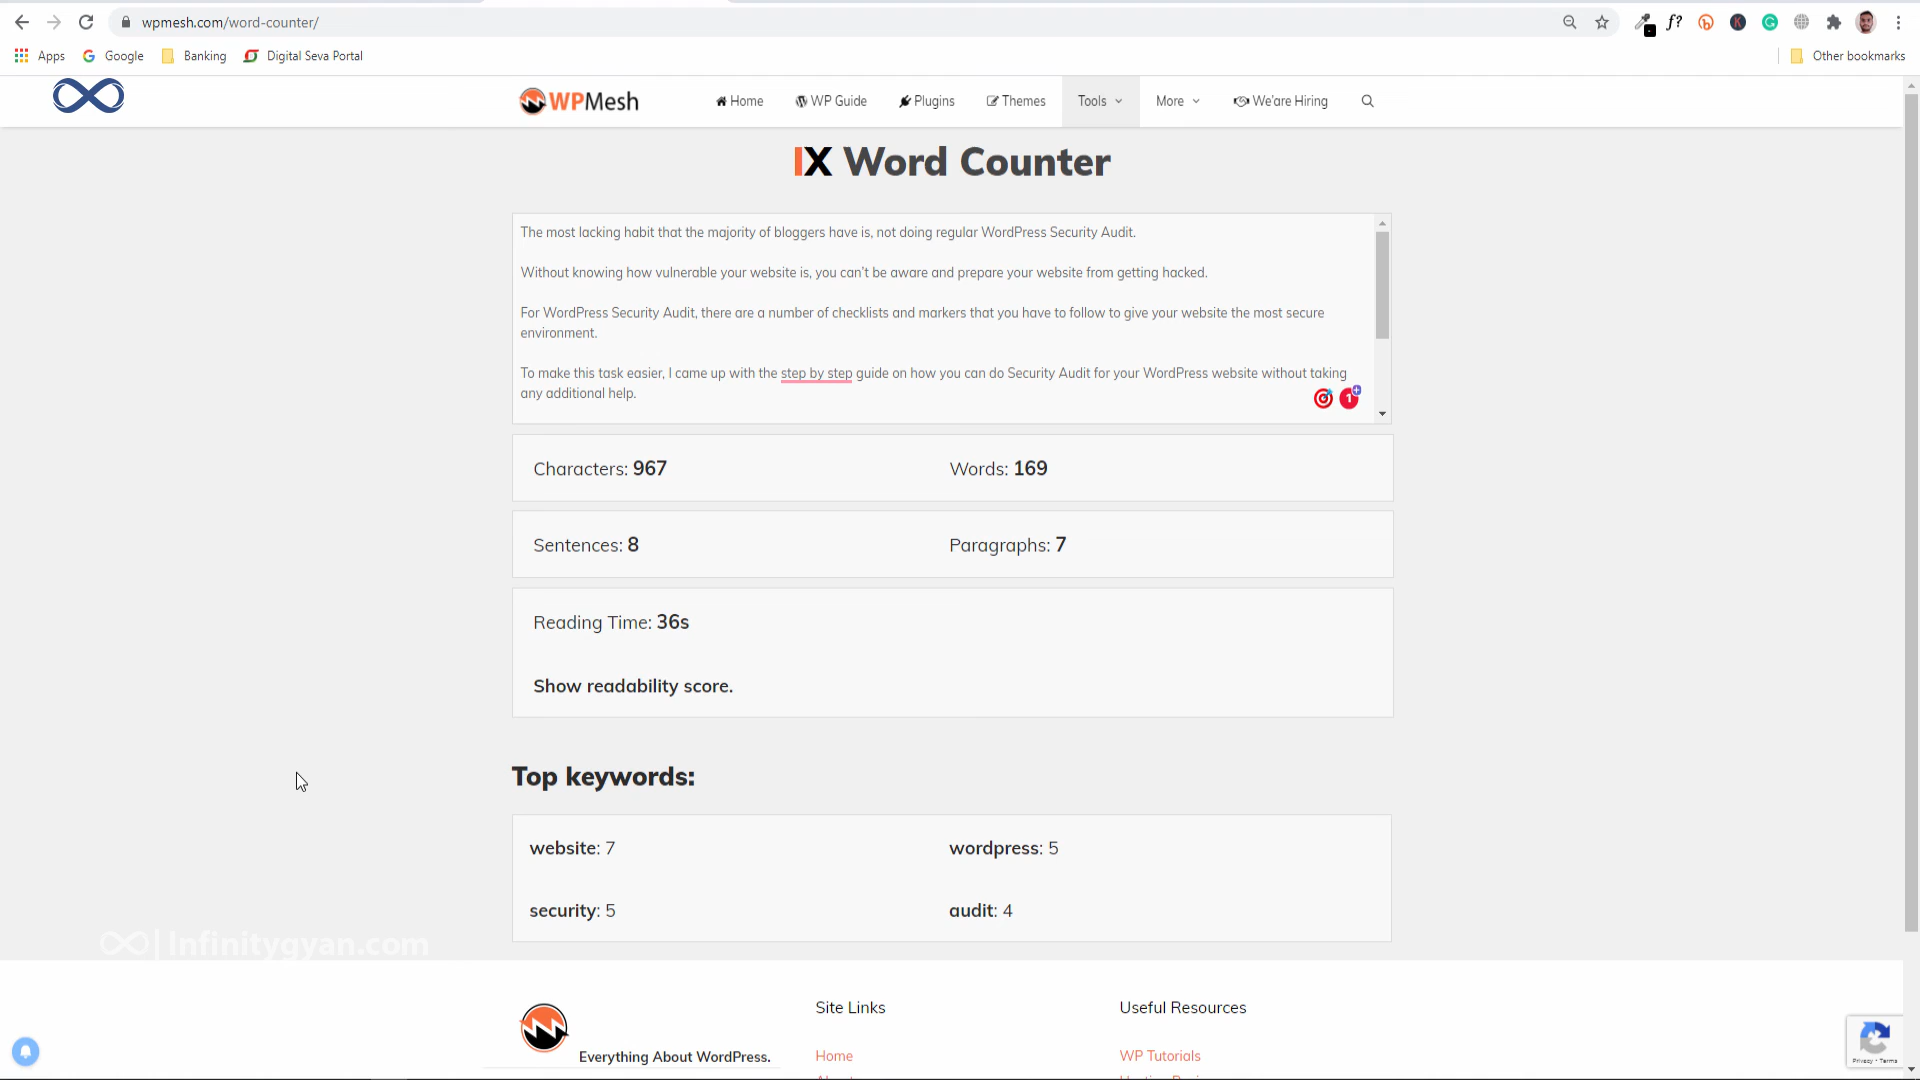 wpmesh.com/word-counter/
Apps Google Banking Digital Seva Portal Other bookmarks
WPMesh Home WP Guide Plugins Themes Tools More We'are Hiring
IX Word Counter
The most lacking habit that the majority of bloggers have is, not doing regular WordPress Security Audit.
Without knowing how vulnerable your website is, you can't be aware and prepare your website from getting hacked.
For WordPress Security Audit, there are a number of checklists and markers that you have to follow to give your website the most secure
environment.
To make this task easier, I came up with the step by step guide on how you can do Security Audit for your WordPress website without taking
any additional help.
1
Characters: 967 Words: 169
Sentences: 8 Paragraphs: 7
Reading Time: 36s
Show readability score.
Top keywords:
website: 7 wordpress: 5
security: 5 audit: 4
Infinitygyan.com
Site Links Useful Resources
Everything About WordPress. Home WP Tutorials
Privacy - Terms